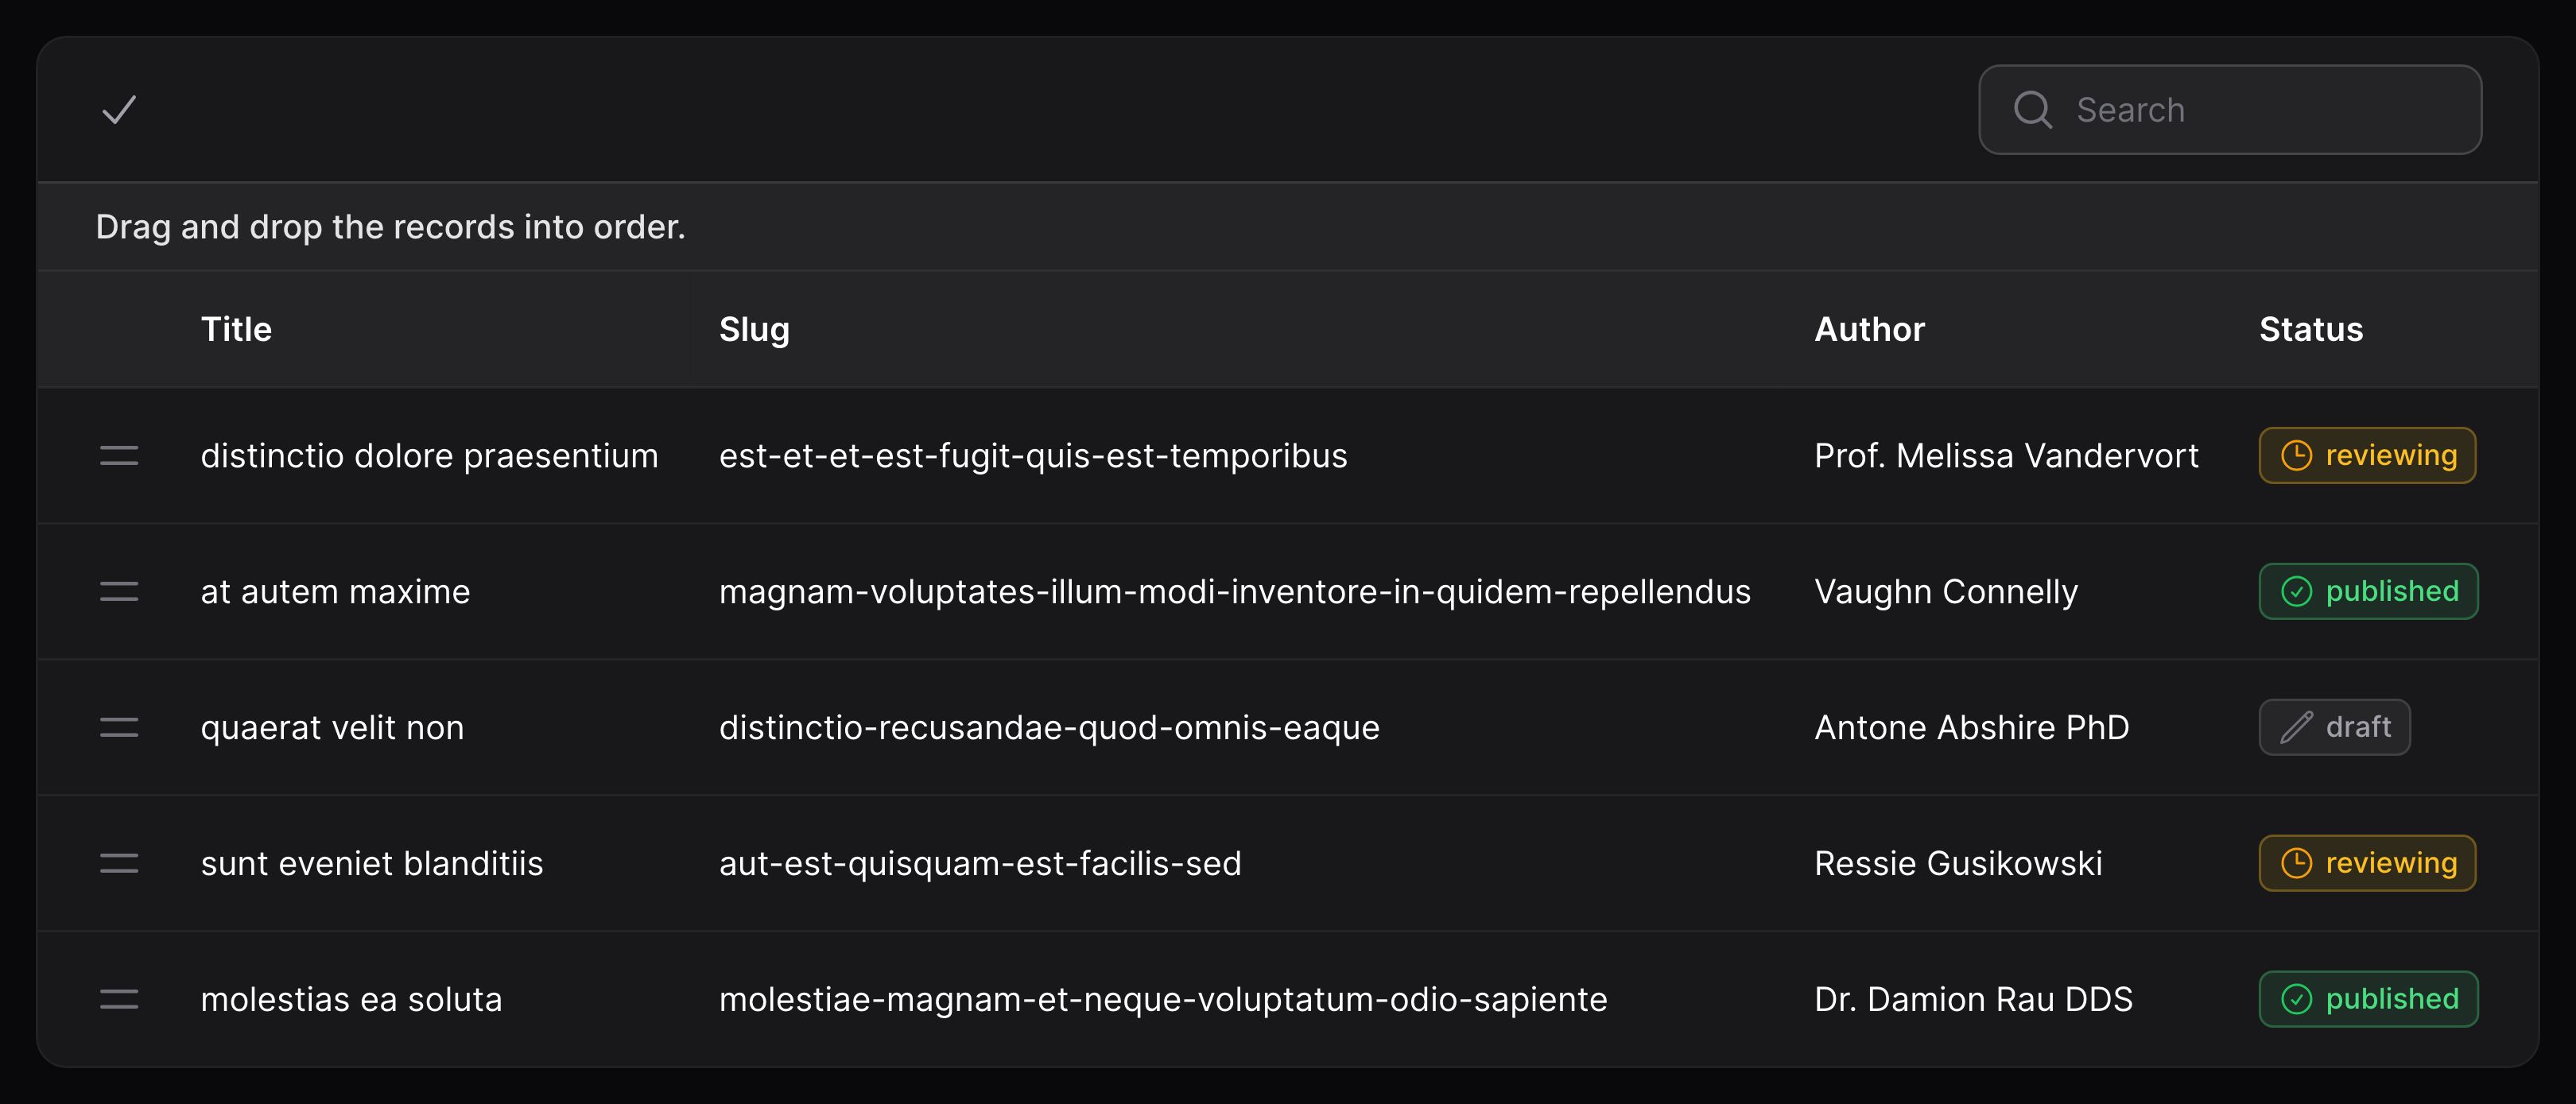 Search
Drag and drop the records into order.
Title Slug Author Status
distinctio dolore praesentium est-et-et-est-fugit-quis-est-temporibus Prof. Melissa Vandervort reviewing
at autem maxime magnam-voluptates-illum-modi-inventore-in-quidem-repellendus Vaughn Connelly published
quaerat velit non distinctio-recusandae-quod-omnis-eaque Antone Abshire PhD draft
sunt eveniet blanditiis aut-est-quisquam-est-facilis-sed Ressie Gusikowski reviewing
molestias ea soluta molestiae-magnam-et-neque-voluptatum-odio-sapiente Dr. Damion Rau DDS published